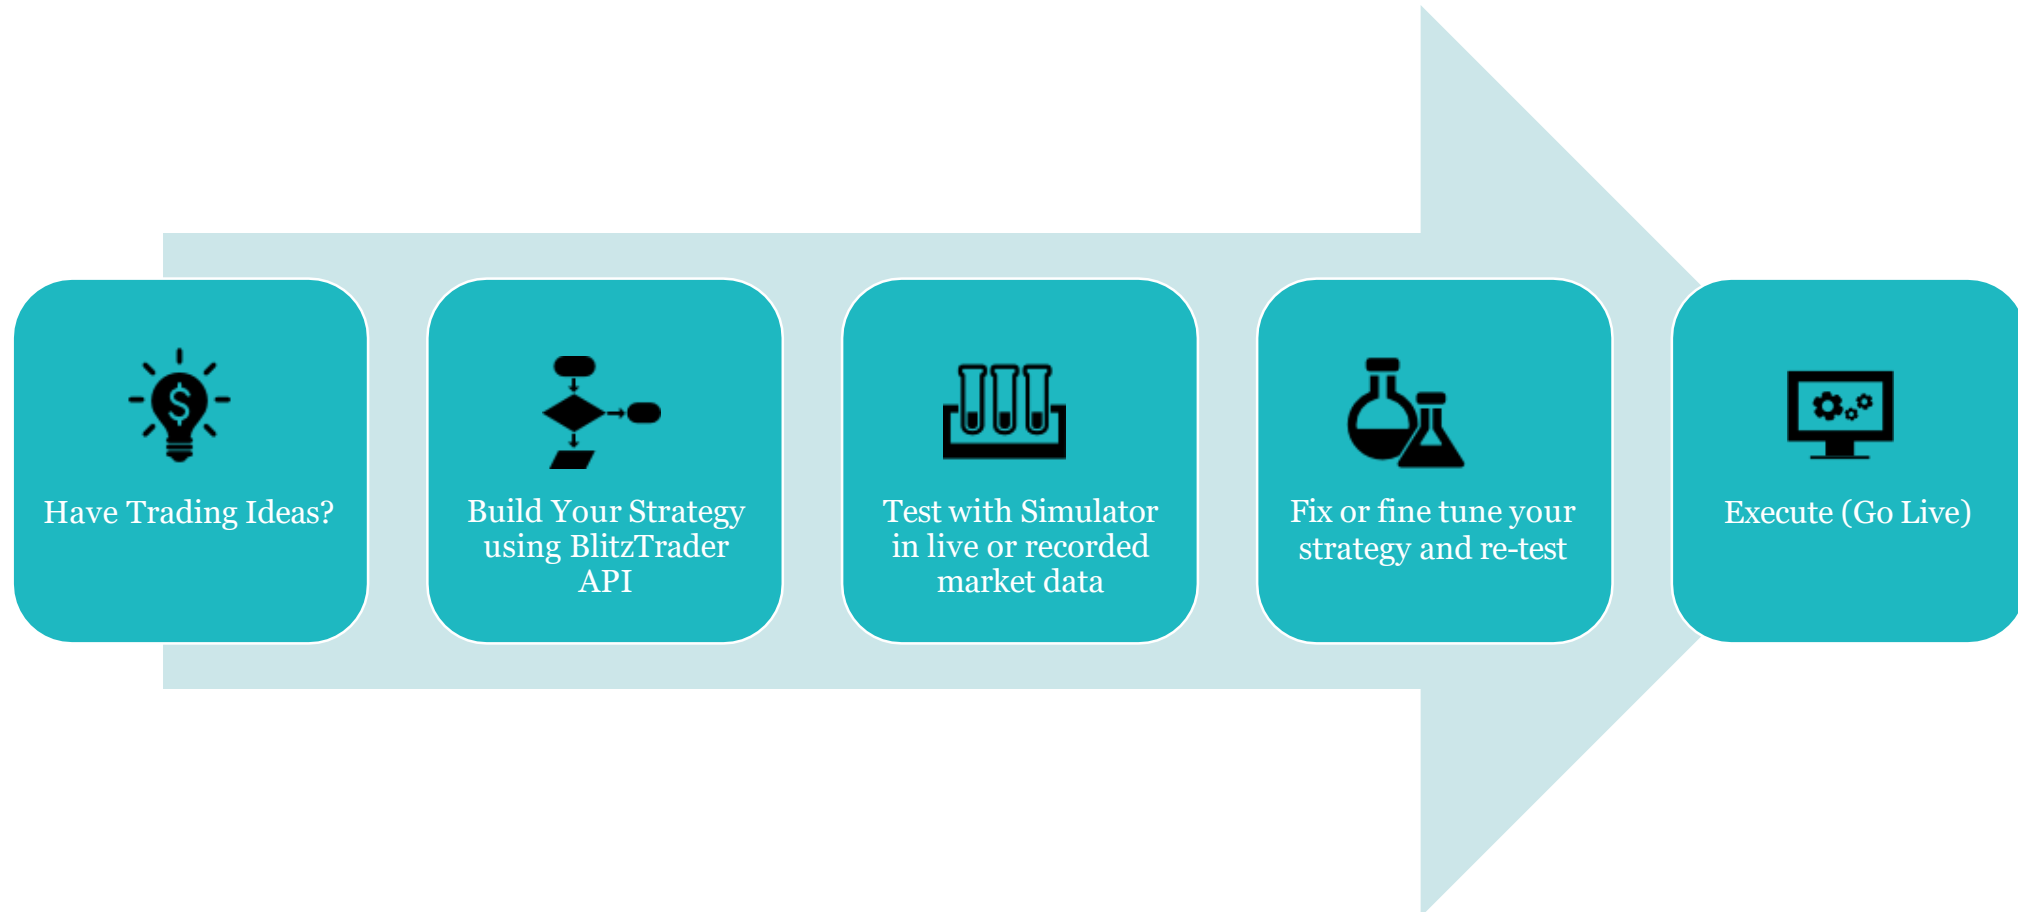 Have Trading Ideas?
Build Your Strategy
using BlitzTrader
API
Test with Simulator
in live or recorded
market data
Fix or fine tune your
strategy and re-test
Execute (Go Live)